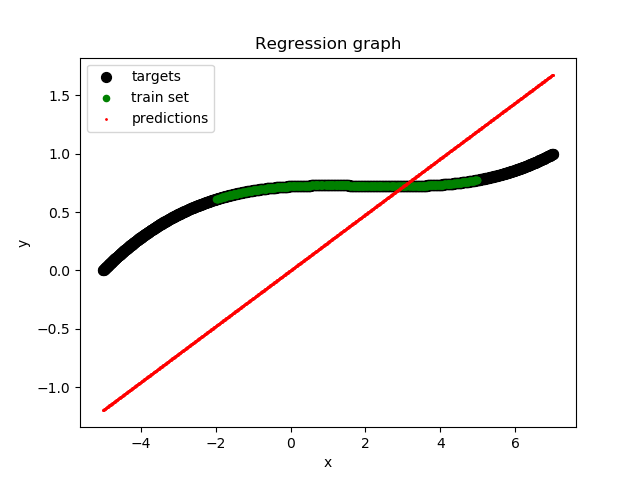 Regression graph
targets
train set
predictions
1.5
1.0
0.5
0.0
−0.5
−1.0
y
−4 −2 0 2 4 6
x